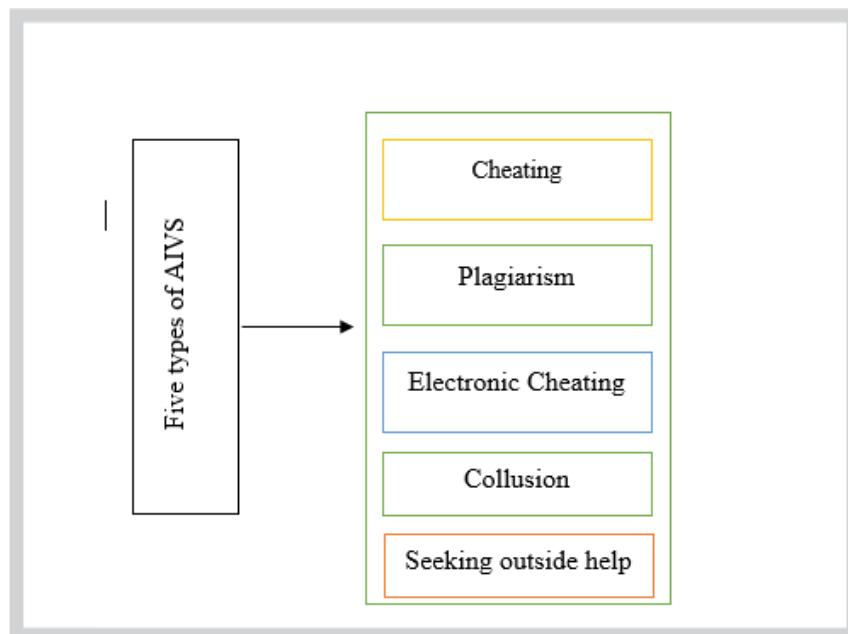 Five types of AIVS
Cheating
Plagiarism
Electronic Cheating
Collusion
Seeking outside help